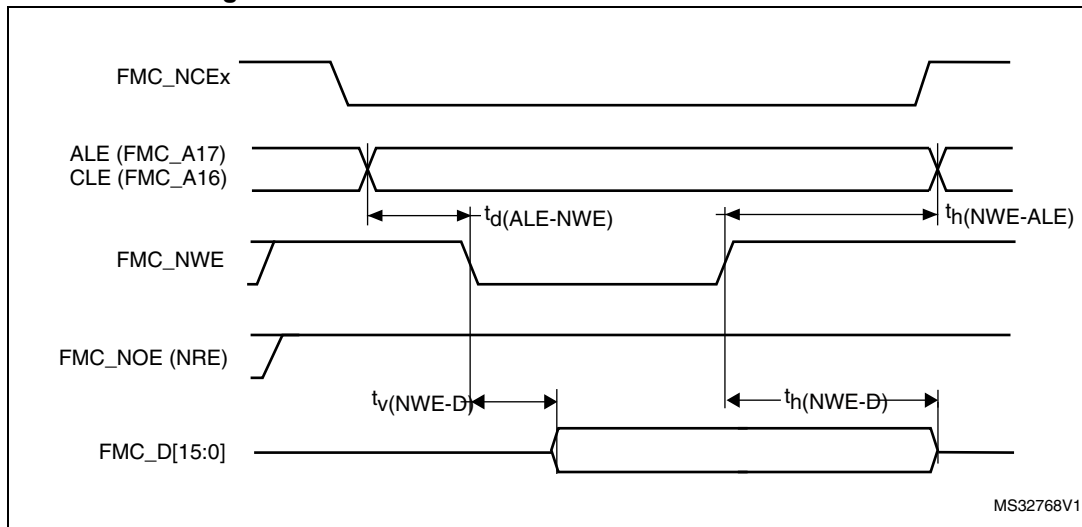 FMC_NCEx
ALE (FMC_A17)
CLE (FMC_A16)
td(ALE-NWE)
th(NWE-ALE)
FMC_NWE
FMC_NOE (NRE)
tv(NWE-D)
th(NWE-D)
FMC_D[15:0]
MS32768V1